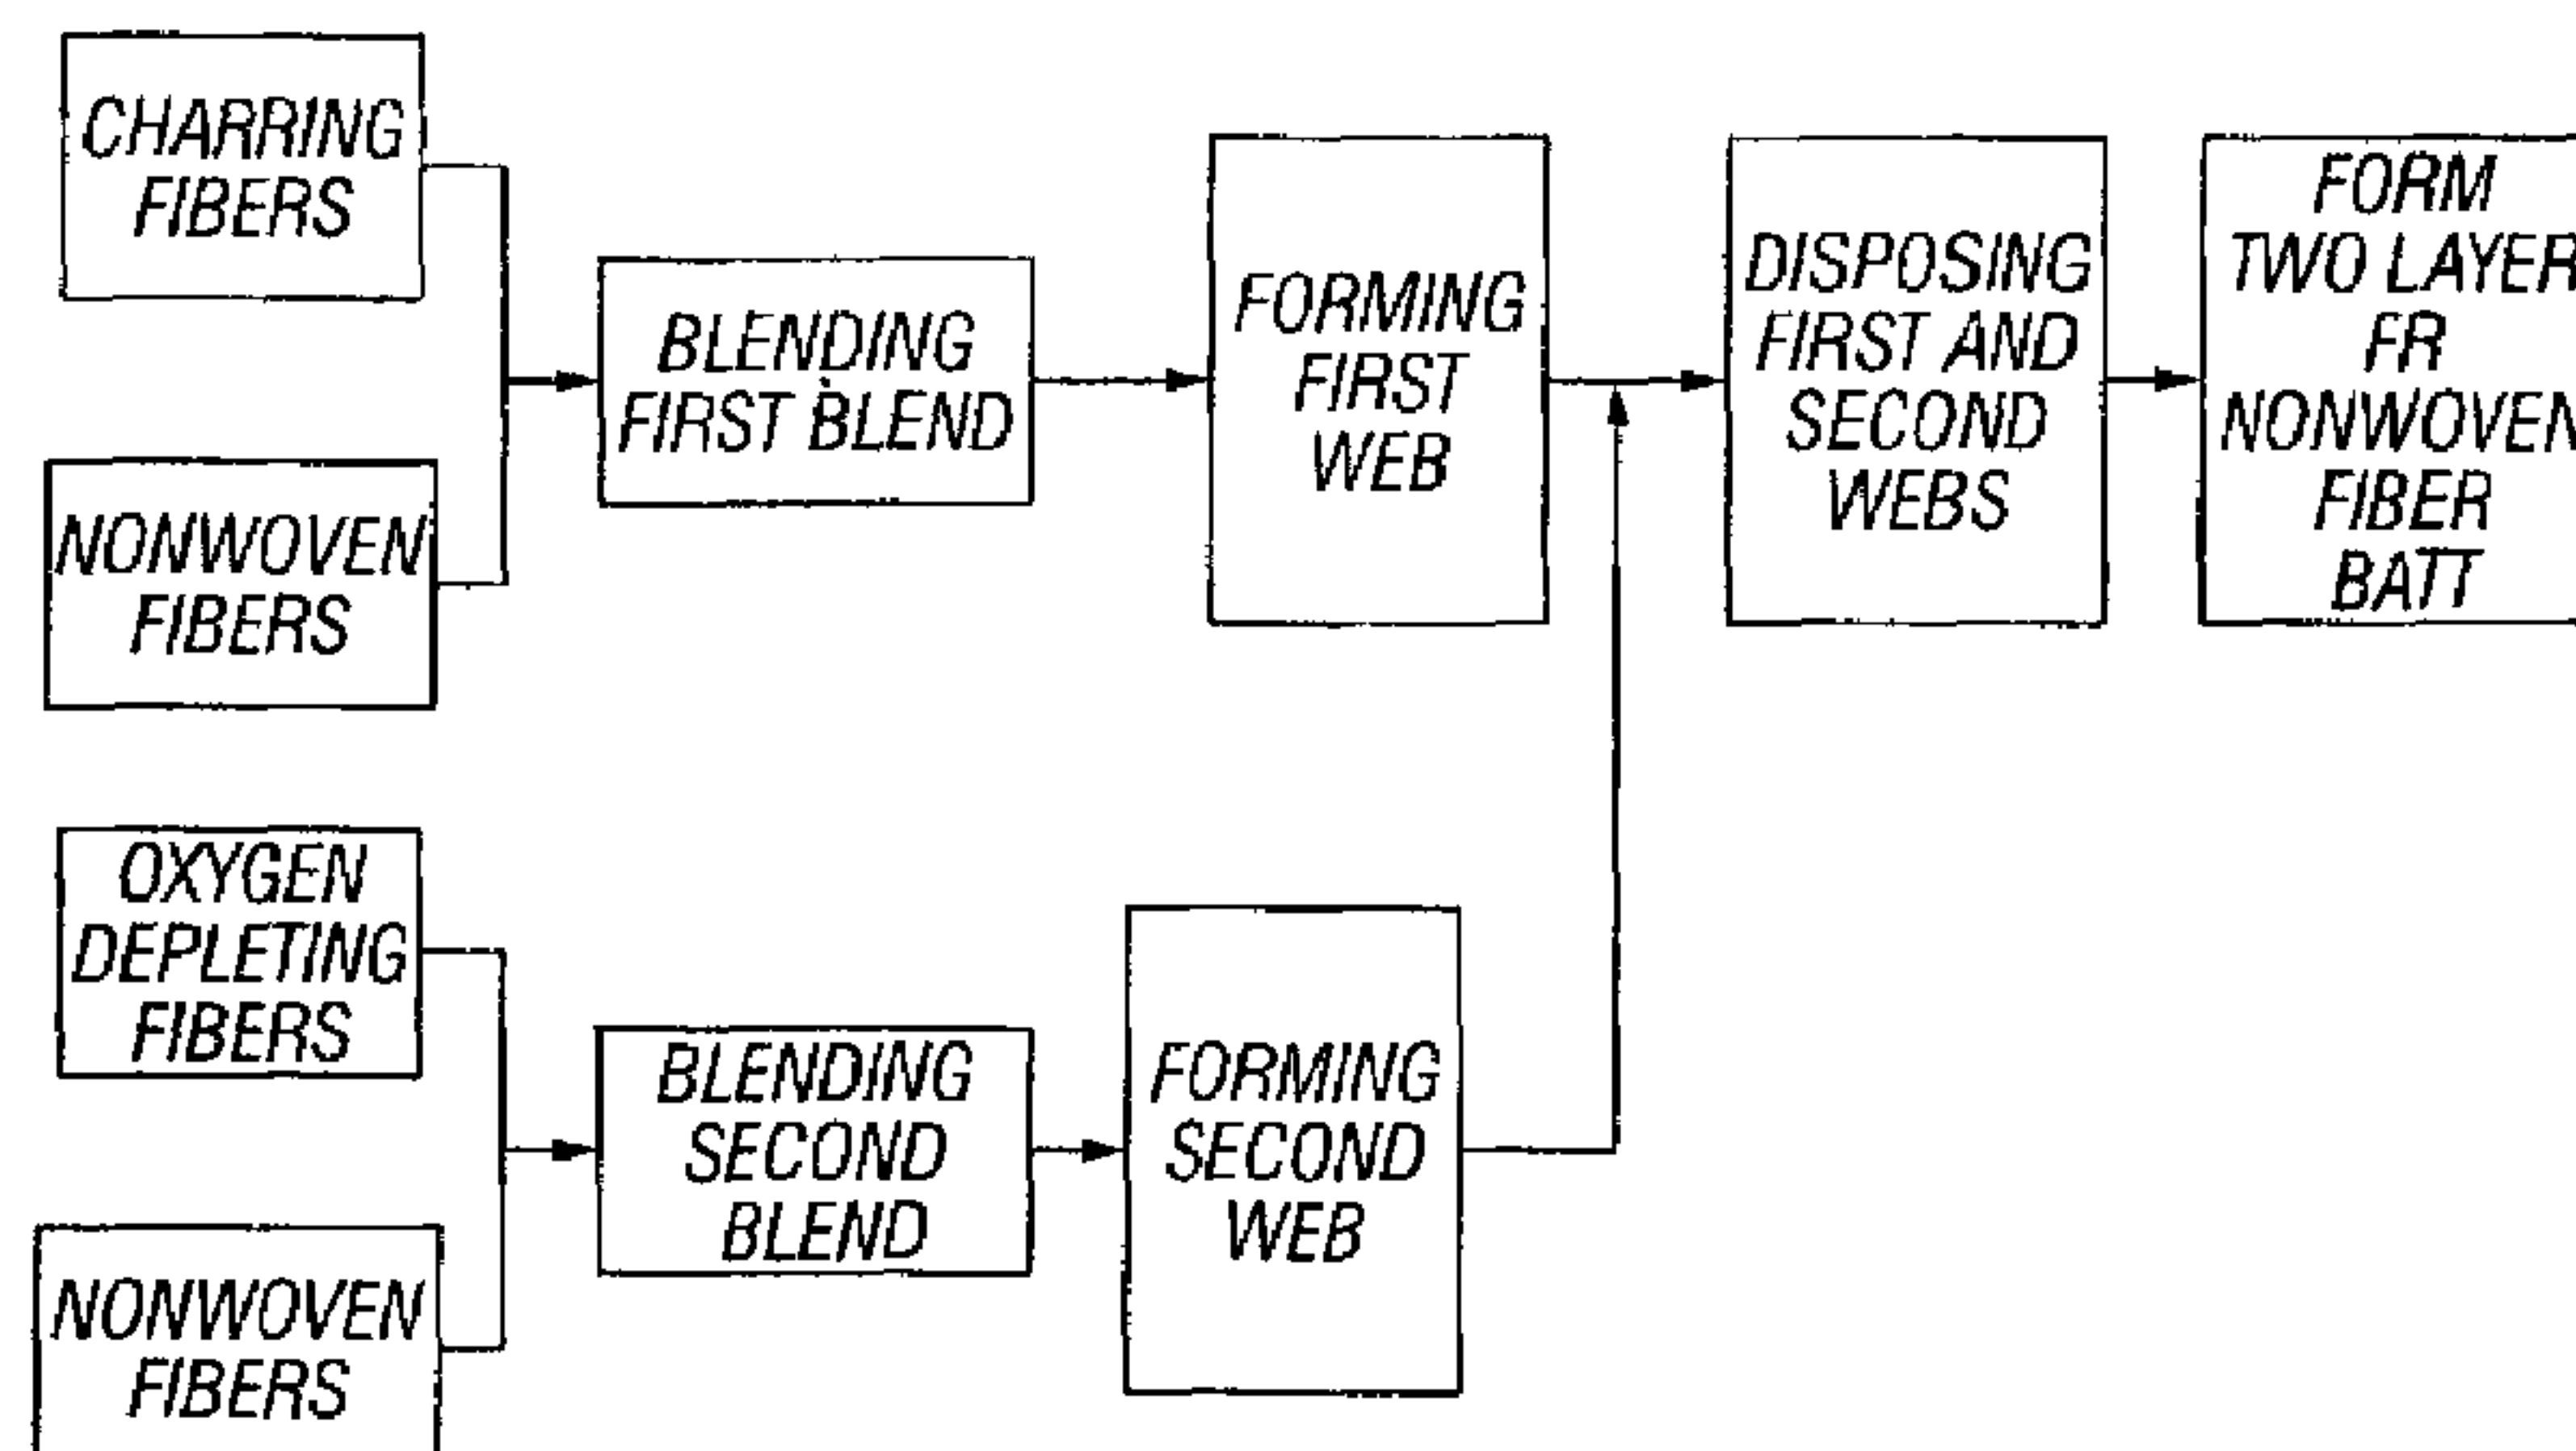 CHARRING
FIBERS
NONWOVEN
FIBERS
BLENDING
FIRST BLEND
FORMING
FIRST
WEB
DISPOSING
FIRST AND
SECOND
WEBS
FORM
TWO LAYER
FR
NONWOVEN
FIBER
BATT
OXYGEN
DEPLETING
FIBERS
NONWOVEN
FIBERS
BLENDING
SECOND
BLEND
FORMING
SECOND
WEB